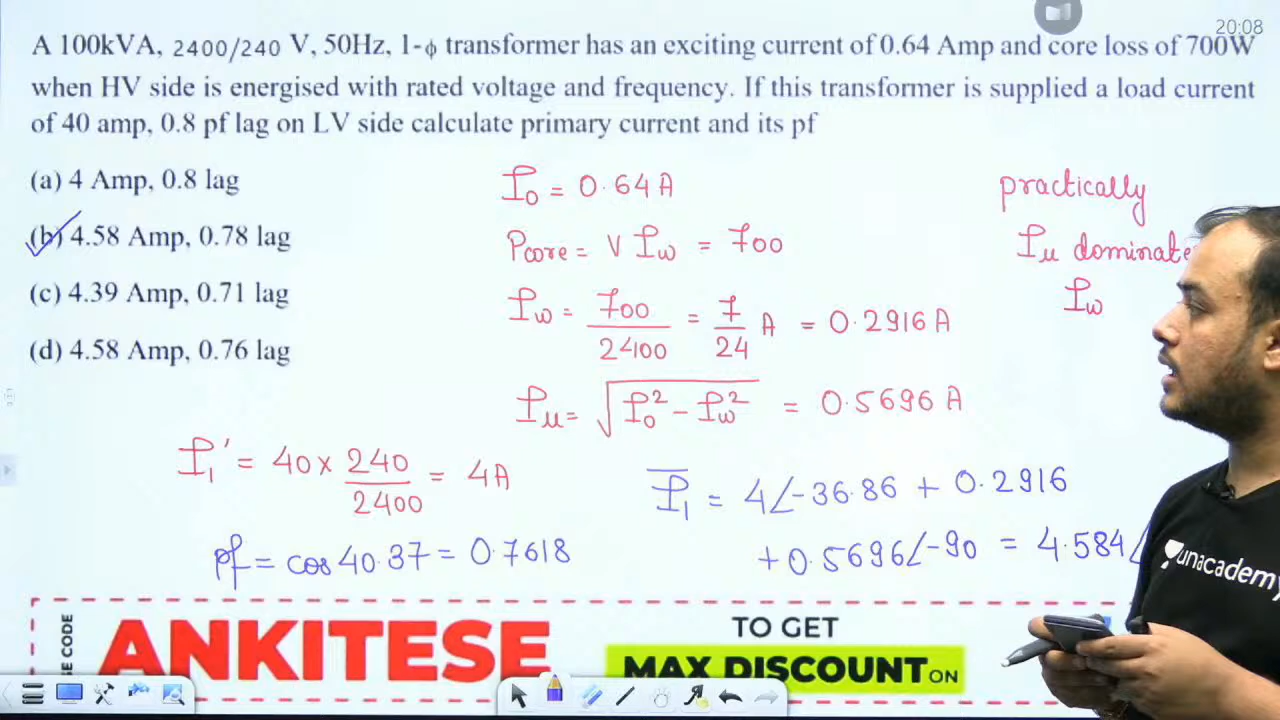 20:08
A 100kVA, 2400/240 V, 50Hz, 1-ϕ transformer has an exciting current of 0.64 Amp and core loss of 700W
when HV side is energised with rated voltage and frequency. If this transformer is supplied a load current
of 40 amp, 0.8 pf lag on LV side calculate primary current and its pf
(a) 4 Amp, 0.8 lag
(b) 4.58 Amp, 0.78 lag
(c) 4.39 Amp, 0.71 lag
(d) 4.58 Amp, 0.76 lag
I₀ = 0.64 A
Pcore = V Iw = 700
Iw = 700/2400 = 7/24 A = 0.2916 A
Iμ = √(I₀² - Iw²) = 0.5696 A
practically
Iμ dominate
Iw
I₁' = 40 × 240/2400 = 4A
pf = cos 40.37 = 0.7618
I̅₁ = 4∠-36.86 + 0.2916
+ 0.5696∠-90 = 4.584∠
unacademy
CODE
ANKITESE
TO GET
MAX DISCOUNT ON